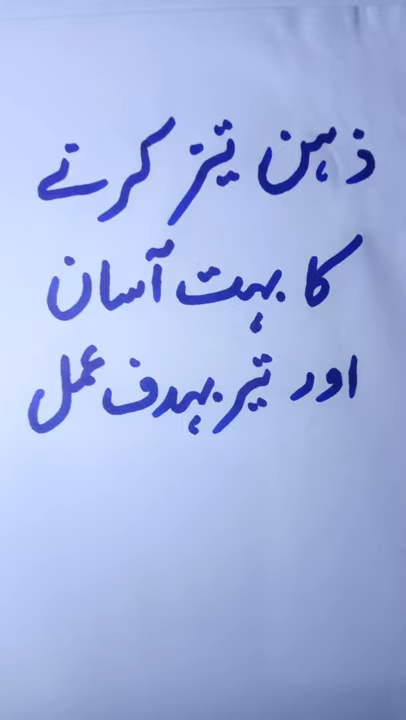 ذہن تیز کرنے
کا بہت آسان
اور تیر بہدف عمل